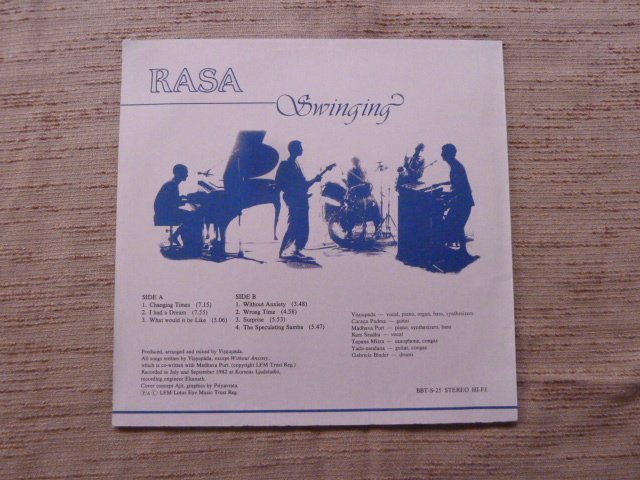 RASA
Swinging
SIDE A
1. Changing Times (7.15)
2. I had a Dream (7.55)
3. What would it be Like (5.06)
SIDE B
1. Without Anxiety (5.48)
2. Wrong Time (4.58)
3. Surprise (5.53)
4. The Speculating Samba (5.47)
Viṣṇupāda — vocal, piano, organ, bass, synthesizers
Caraṇa Padma — guitar
Madhava Puri — piano, synthesizers, bass
Ram Śradha — vocal
Tapana Misra — saxophone, congas
Yadu-nandana — guitar, congas
Gabriele Binder — drums
Produced, arranged and mixed by Viṣṇupāda.
All songs written by Viṣṇupāda, except Without Anxiety,
which is co-written with Madhava Puri. (copyright LEM Trust Reg.)
Recorded in July and September 1982 at Korsnäs Ljudstudio,
recording engineer Ekanath.
Cover concept Ajit, graphics by Priyavrata.
Ⓟ & Ⓒ LEM Lotus Eye Music Trust Reg.
BBT-S-25 STEREO HI-FI